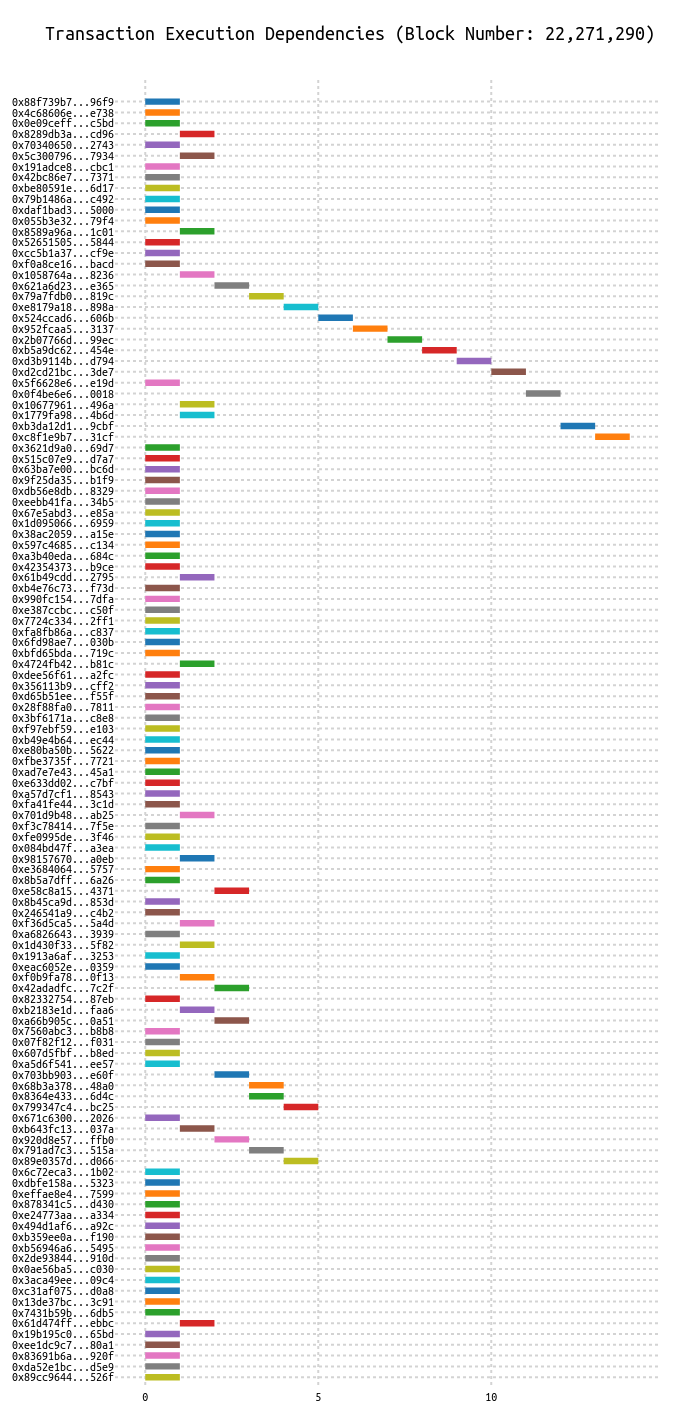 Transaction Execution Dependencies (Block Number: 22,271,290)
0x88f739b7...96f9
0x4c68606e...e738
0x0e09ceff...c5bd
0x8289db3a...cd96
0x70340650...2743
0x5c300796...7934
0x191adce8...cbc1
0x42bc86e7...7371
0xbe80591e...6d17
0x79b1486a...c492
0xdaf1bad3...5000
0x055b3e32...79f4
0x8589a96a...1c01
0x52651505...5844
0xcc5b1a37...cf9e
0xf0a8ce16...bacd
0x1058764a...8236
0x621a6d23...e365
0x79a7fdb0...819c
0xe8179a18...898a
0x524ccad6...606b
0x952fcaa5...3137
0x2b07766d...99ec
0xb5a9dc62...454e
0xd3b9114b...d794
0xd2cd21bc...3de7
0x5f6628e6...e19d
0x0f4be6e6...0018
0x10677961...496a
0x1779fa98...4b6d
0xb3da12d1...9cbf
0xc8f1e9b7...31cf
0x3621d9a0...69d7
0x515c07e9...d7a7
0x63ba7e00...bc6d
0x9f25da35...b1f9
0xdb56e8db...8329
0xeebb41fa...34b5
0x67e5abd3...e85a
0x1d095066...6959
0x38ac2059...a15e
0x597c4685...c134
0xa3b40eda...684c
0x42354373...b9ce
0x61b49cdd...2795
0xb4e76c73...f73d
0x990fc154...7dfa
0xe387ccbc...c50f
0x7724c334...2ff1
0xfa8fb86a...c837
0x6fd98ae7...030b
0xbfd65bda...719c
0x4724fb42...b81c
0xdee56f61...a2fc
0x356113b9...cff2
0xd65b51ee...f55f
0x28f88fa0...7811
0x3bf6171a...c8e8
0xf97ebf59...e103
0xb49e4b64...ec44
0xe80ba50b...5622
0xfbe3735f...7721
0xad7e7e43...45a1
0xe633dd02...c7bf
0xa57d7cf1...8543
0xfa41fe44...3c1d
0x701d9b48...ab25
0xf3c78414...7f5e
0xfe0995de...3f46
0x084bd47f...a3ea
0x98157670...a0eb
0xe3684064...5757
0x8b5a7dff...6a26
0xe58c8a15...4371
0x8b45ca9d...853d
0x246541a9...c4b2
0xf36d5ca5...5a4d
0xa6826643...3939
0x1d430f33...5f82
0x1913a6af...3253
0xeac6052e...0359
0xf0b9fa78...0f13
0x42adadfc...7c2f
0x82332754...87eb
0xb2183e1d...faa6
0xa66b905c...0a51
0x7560abc3...b8b8
0x07f82f12...f031
0x607d5fbf...b8ed
0xa5d6f541...ee57
0x703bb903...e60f
0x68b3a378...48a0
0x8364e433...6d4c
0x799347c4...bc25
0x671c6300...2026
0xb643fc13...037a
0x920d8e57...ffb0
0x791ad7c3...515a
0x89e0357d...d066
0x6c72eca3...1b02
0xdbfe158a...5323
0xeffae8e4...7599
0x878341c5...d430
0xe24773aa...a334
0x494d1af6...a92c
0xb359ee0a...f190
0xb56946a6...5495
0x2de93844...910d
0x0ae56ba5...c030
0x3aca49ee...09c4
0xc31af075...d0a8
0x13de37bc...3c91
0x7431b59b...6db5
0x61d474ff...ebbc
0x19b195c0...65bd
0xee1dc9c7...80a1
0x83691b6a...920f
0xda52e1bc...d5e9
0x89cc9644...526f
0 5 10